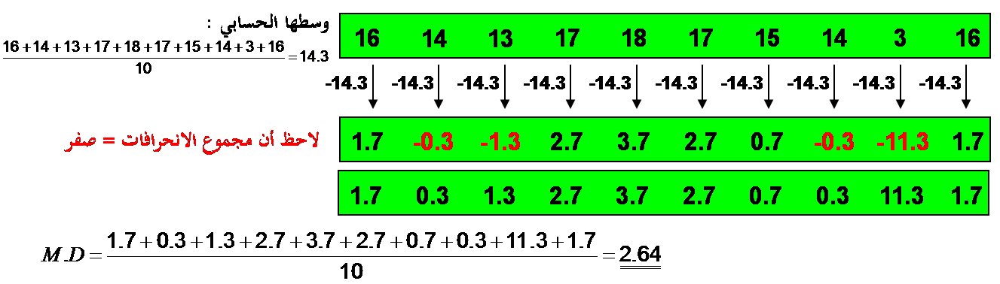 وسطها الحسابي :
16+14+13+17+18+17+15+14+3+16
10
=14.3
16 14 13 17 18 17 15 14 3 16
-14.3 -14.3 -14.3 -14.3 -14.3 -14.3 -14.3 -14.3 -14.3 -14.3
لاحظ أن مجموع الانحرافات = صفر
1.7 -0.3 -1.3 2.7 3.7 2.7 0.7 -0.3 -11.3 1.7
1.7 0.3 1.3 2.7 3.7 2.7 0.7 0.3 11.3 1.7
1.7+0.3+1.3+2.7+3.7+2.7+0.7+0.3+11.3+1.7
M.D= =2.64
10